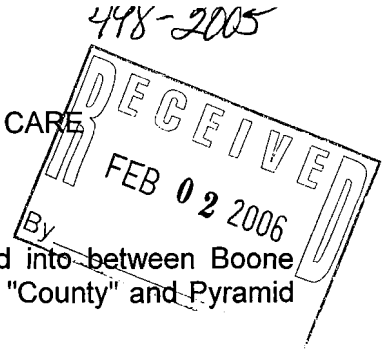 448-2005
CARE
RECEIVED
FEB 02 2006
By
d into between Boone
"County" and Pyramid